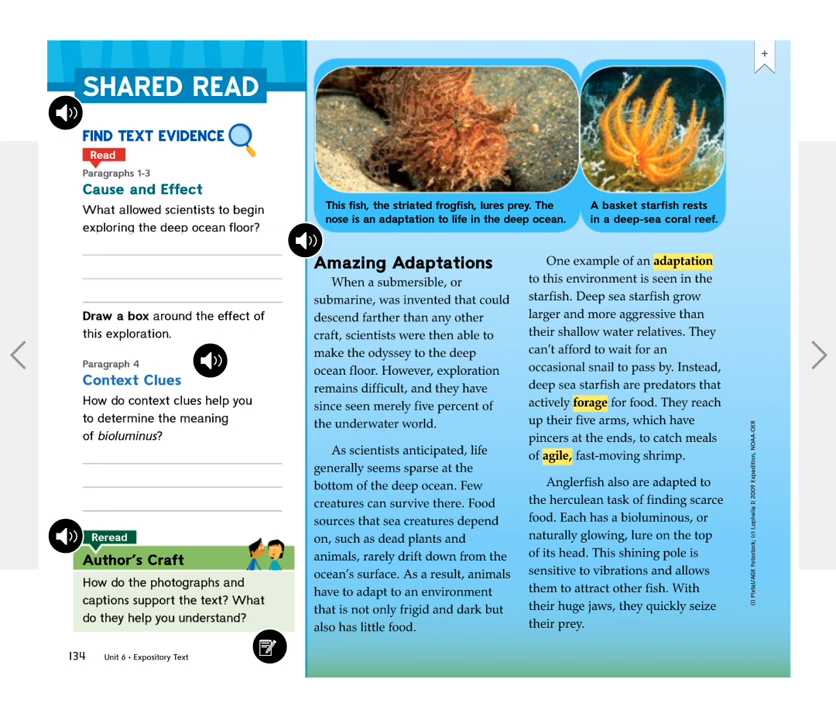 SHARED READ
FIND TEXT EVIDENCE
Read
Paragraphs 1-3
Cause and Effect
What allowed scientists to begin
exploring the deep ocean floor?
Draw a box around the effect of
this exploration.
Paragraph 4
Context Clues
How do context clues help you
to determine the meaning
of bioluminus?
Reread
Author's Craft
How do the photographs and
captions support the text? What
do they help you understand?
134 Unit 6 • Expository Text
+
This fish, the striated frogfish, lures prey. The
nose is an adaptation to life in the deep ocean.
A basket starfish rests
in a deep-sea coral reef.
Amazing Adaptations
When a submersible, or
submarine, was invented that could
descend farther than any other
craft, scientists were then able to
make the odyssey to the deep
ocean floor. However, exploration
remains difficult, and they have
since seen merely five percent of
the underwater world.
As scientists anticipated, life
generally seems sparse at the
bottom of the deep ocean. Few
creatures can survive there. Food
sources that sea creatures depend
on, such as dead plants and
animals, rarely drift down from the
ocean's surface. As a result, animals
have to adapt to an environment
that is not only frigid and dark but
also has little food.
One example of an adaptation
to this environment is seen in the
starfish. Deep sea starfish grow
larger and more aggressive than
their shallow water relatives. They
can't afford to wait for an
occasional snail to pass by. Instead,
deep sea starfish are predators that
actively forage for food. They reach
up their five arms, which have
pincers at the ends, to catch meals
of agile, fast-moving shrimp.
Anglerfish also are adapted to
the herculean task of finding scarce
food. Each has a bioluminous, or
naturally glowing, lure on the top
of its head. This shining pole is
sensitive to vibrations and allows
them to attract other fish. With
their huge jaws, they quickly seize
their prey.
2009 Expedition, NOAA-OER